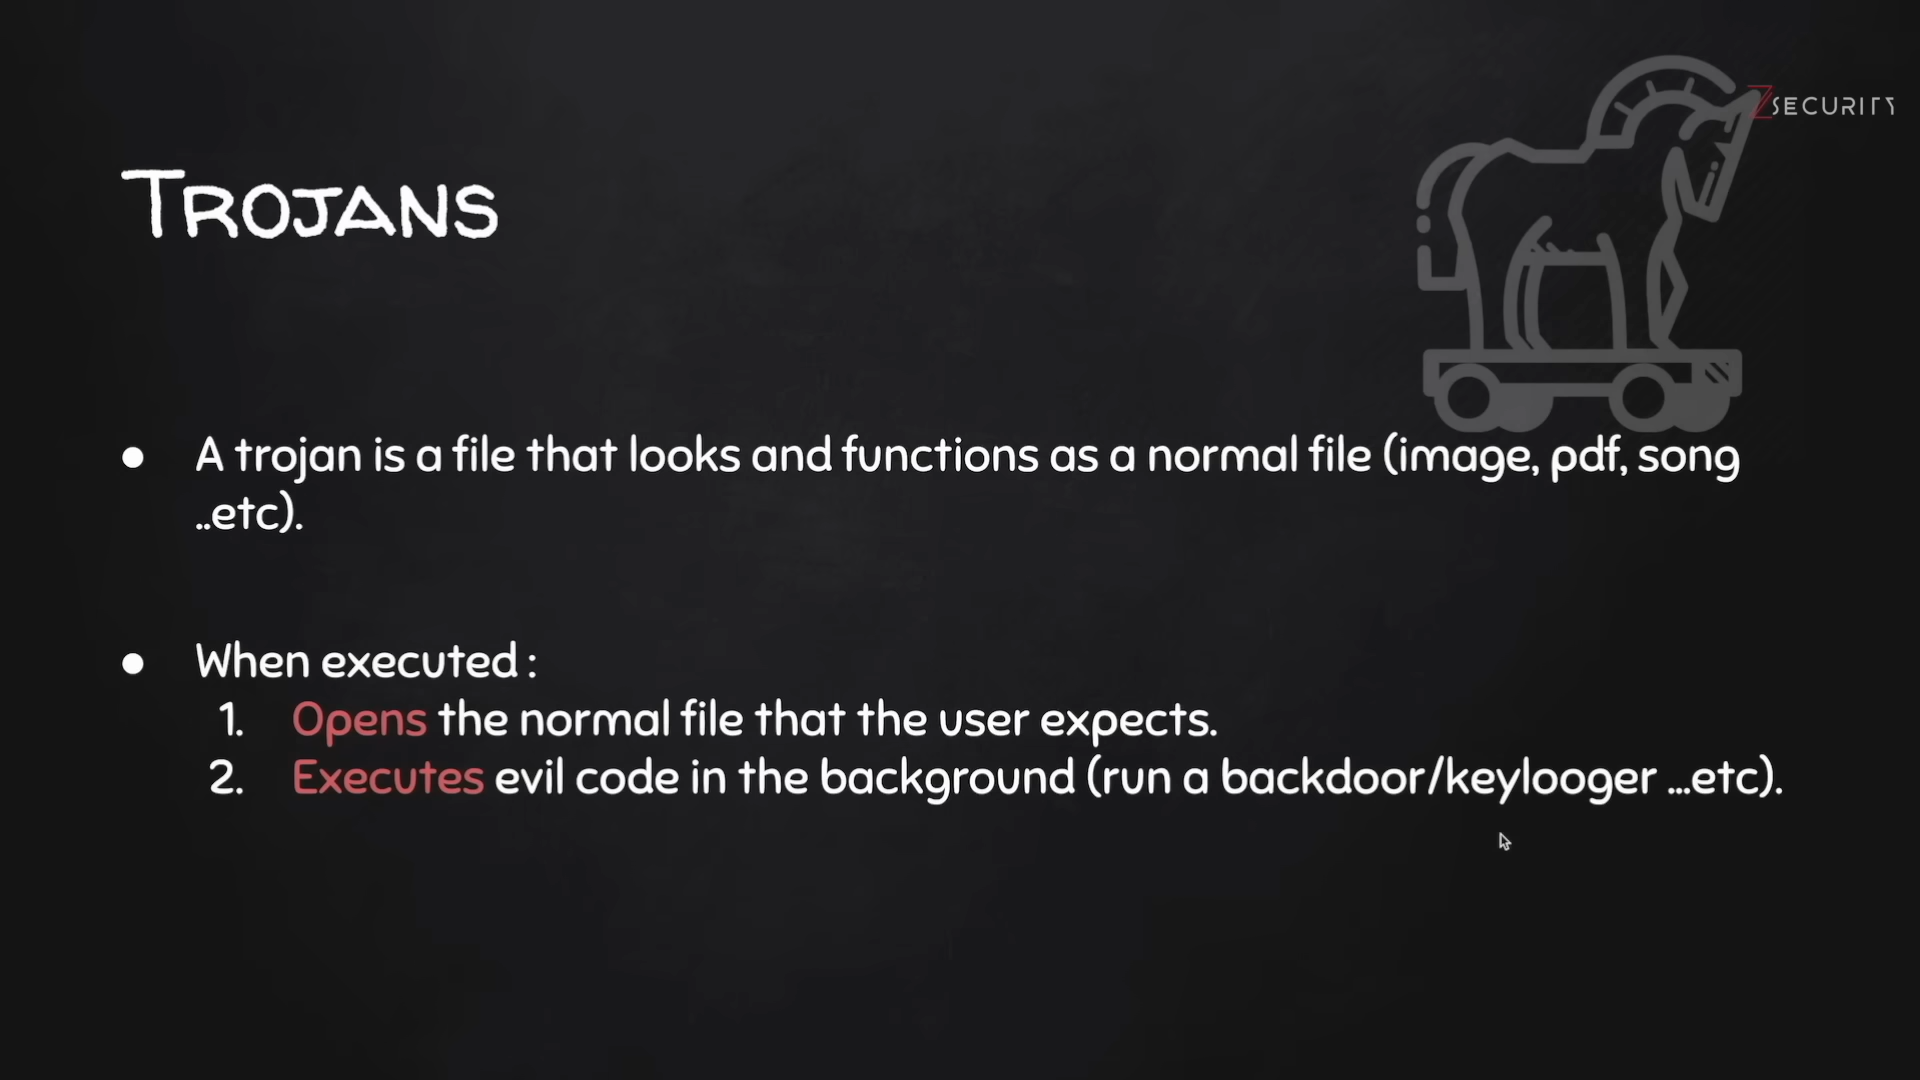 ZSECURITY
TROJANS
● A trojan is a file that looks and functions as a normal file (image, pdf, song
..etc).
● When executed :
1. Opens the normal file that the user expects.
2. Executes evil code in the background (run a backdoor/keylooger ...etc).